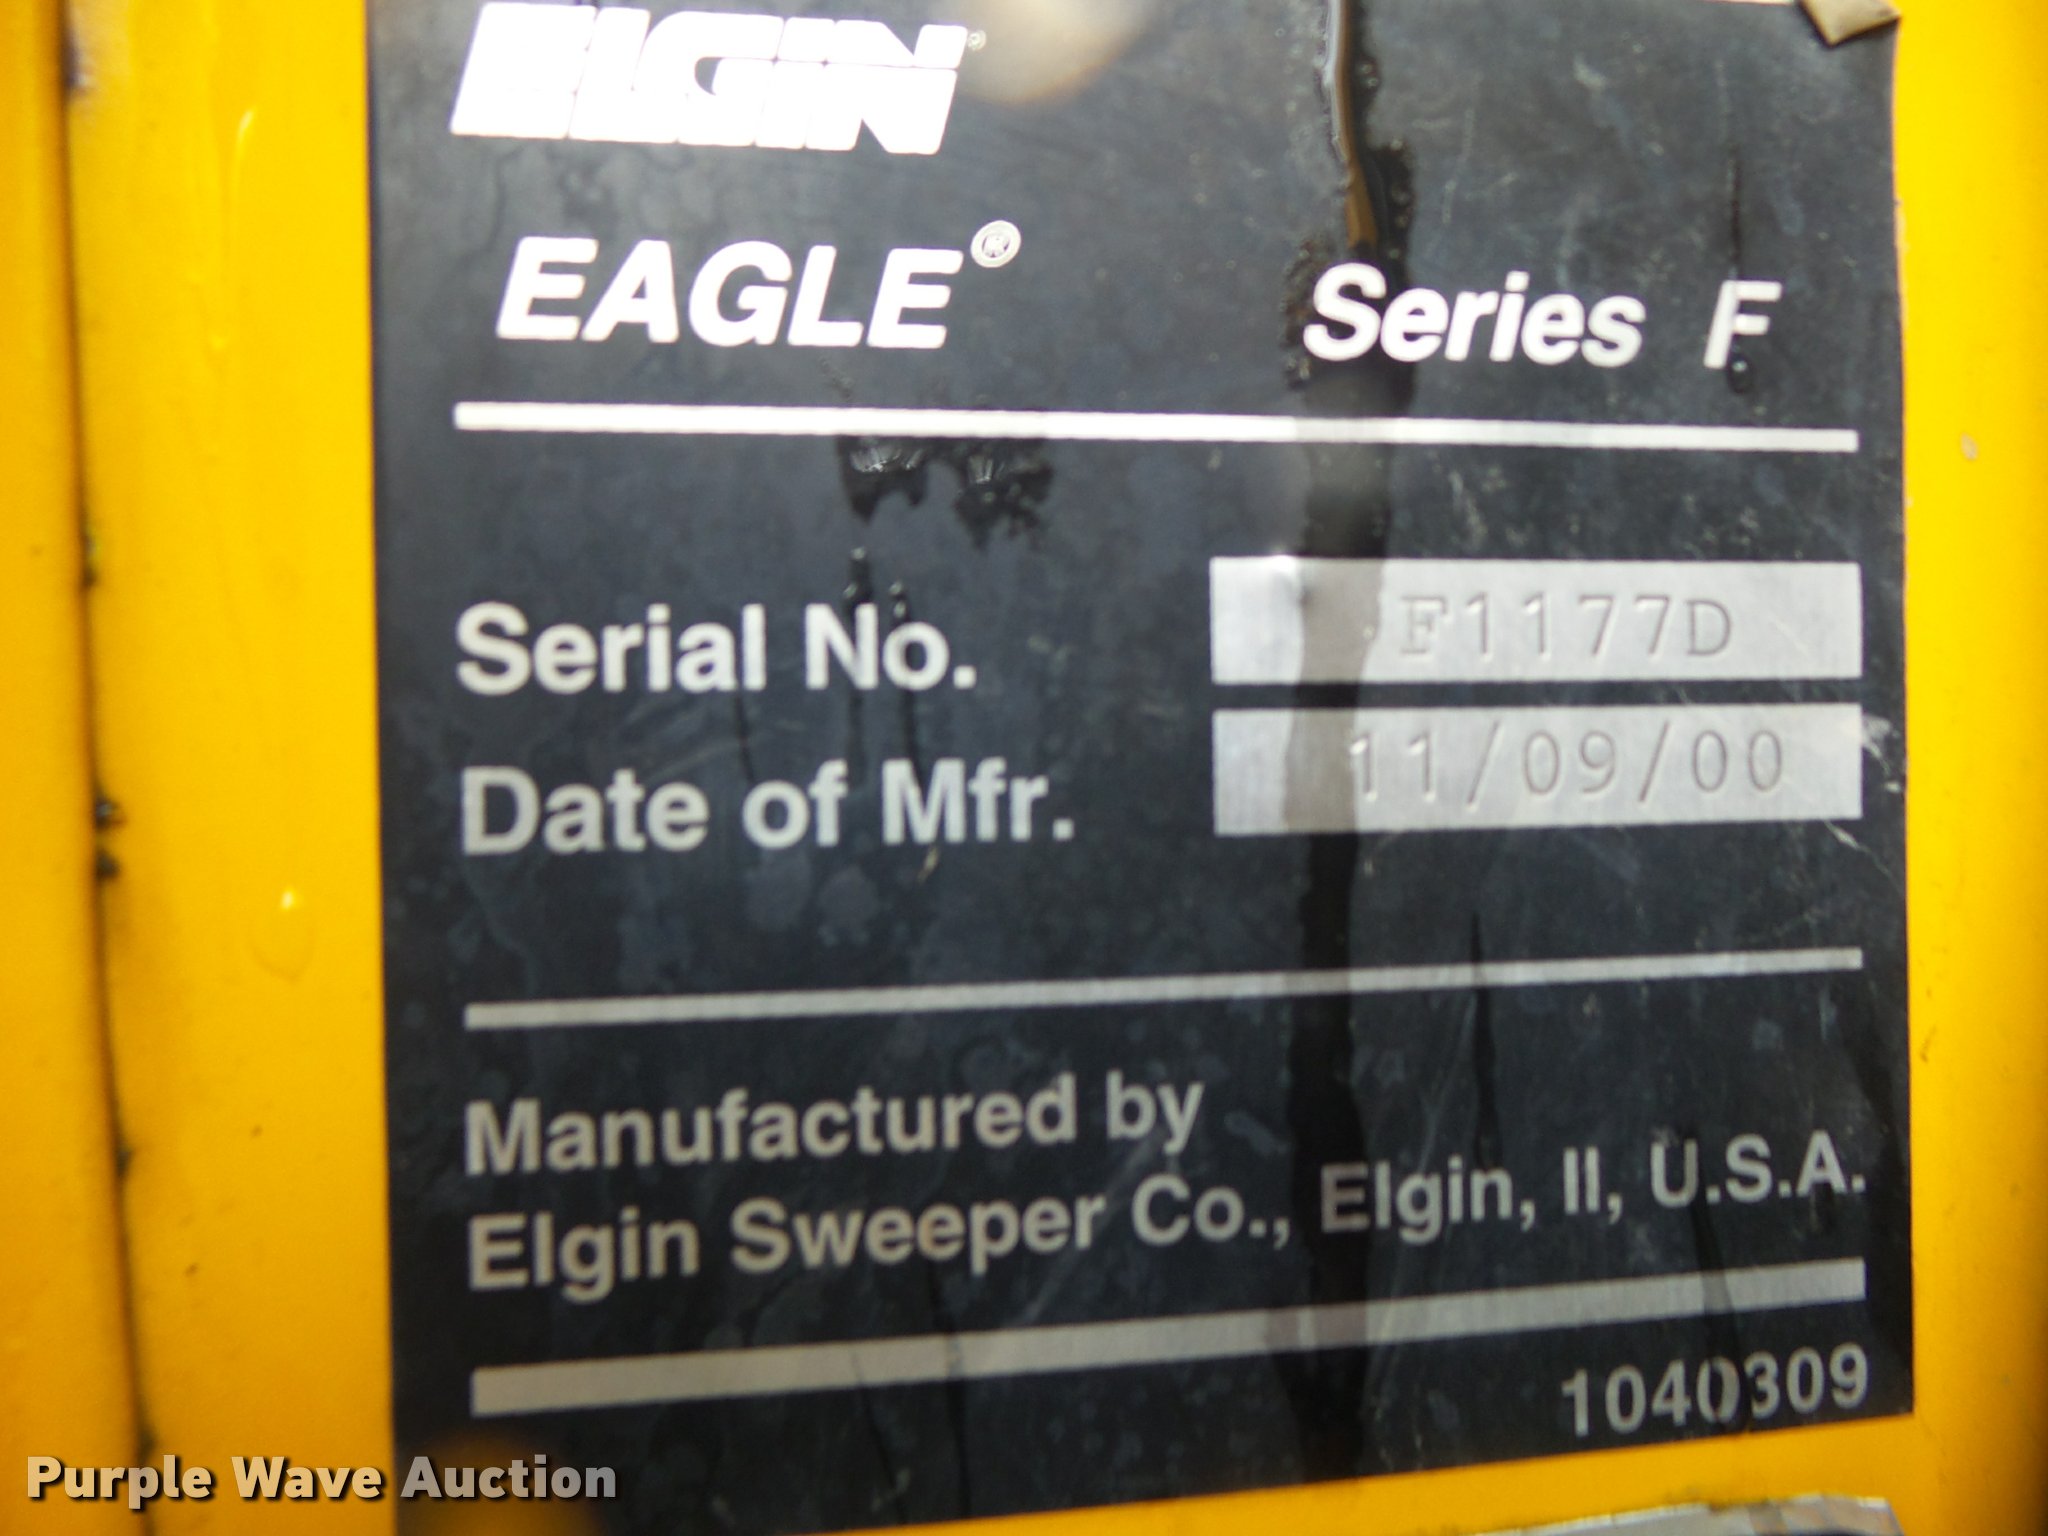 ELGIN®
EAGLE® Series F
Serial No. F1177D
Date of Mfr. 11/09/00
Manufactured by
Elgin Sweeper Co., Elgin, Il, U.S.A.
1040309
Purple Wave Auction